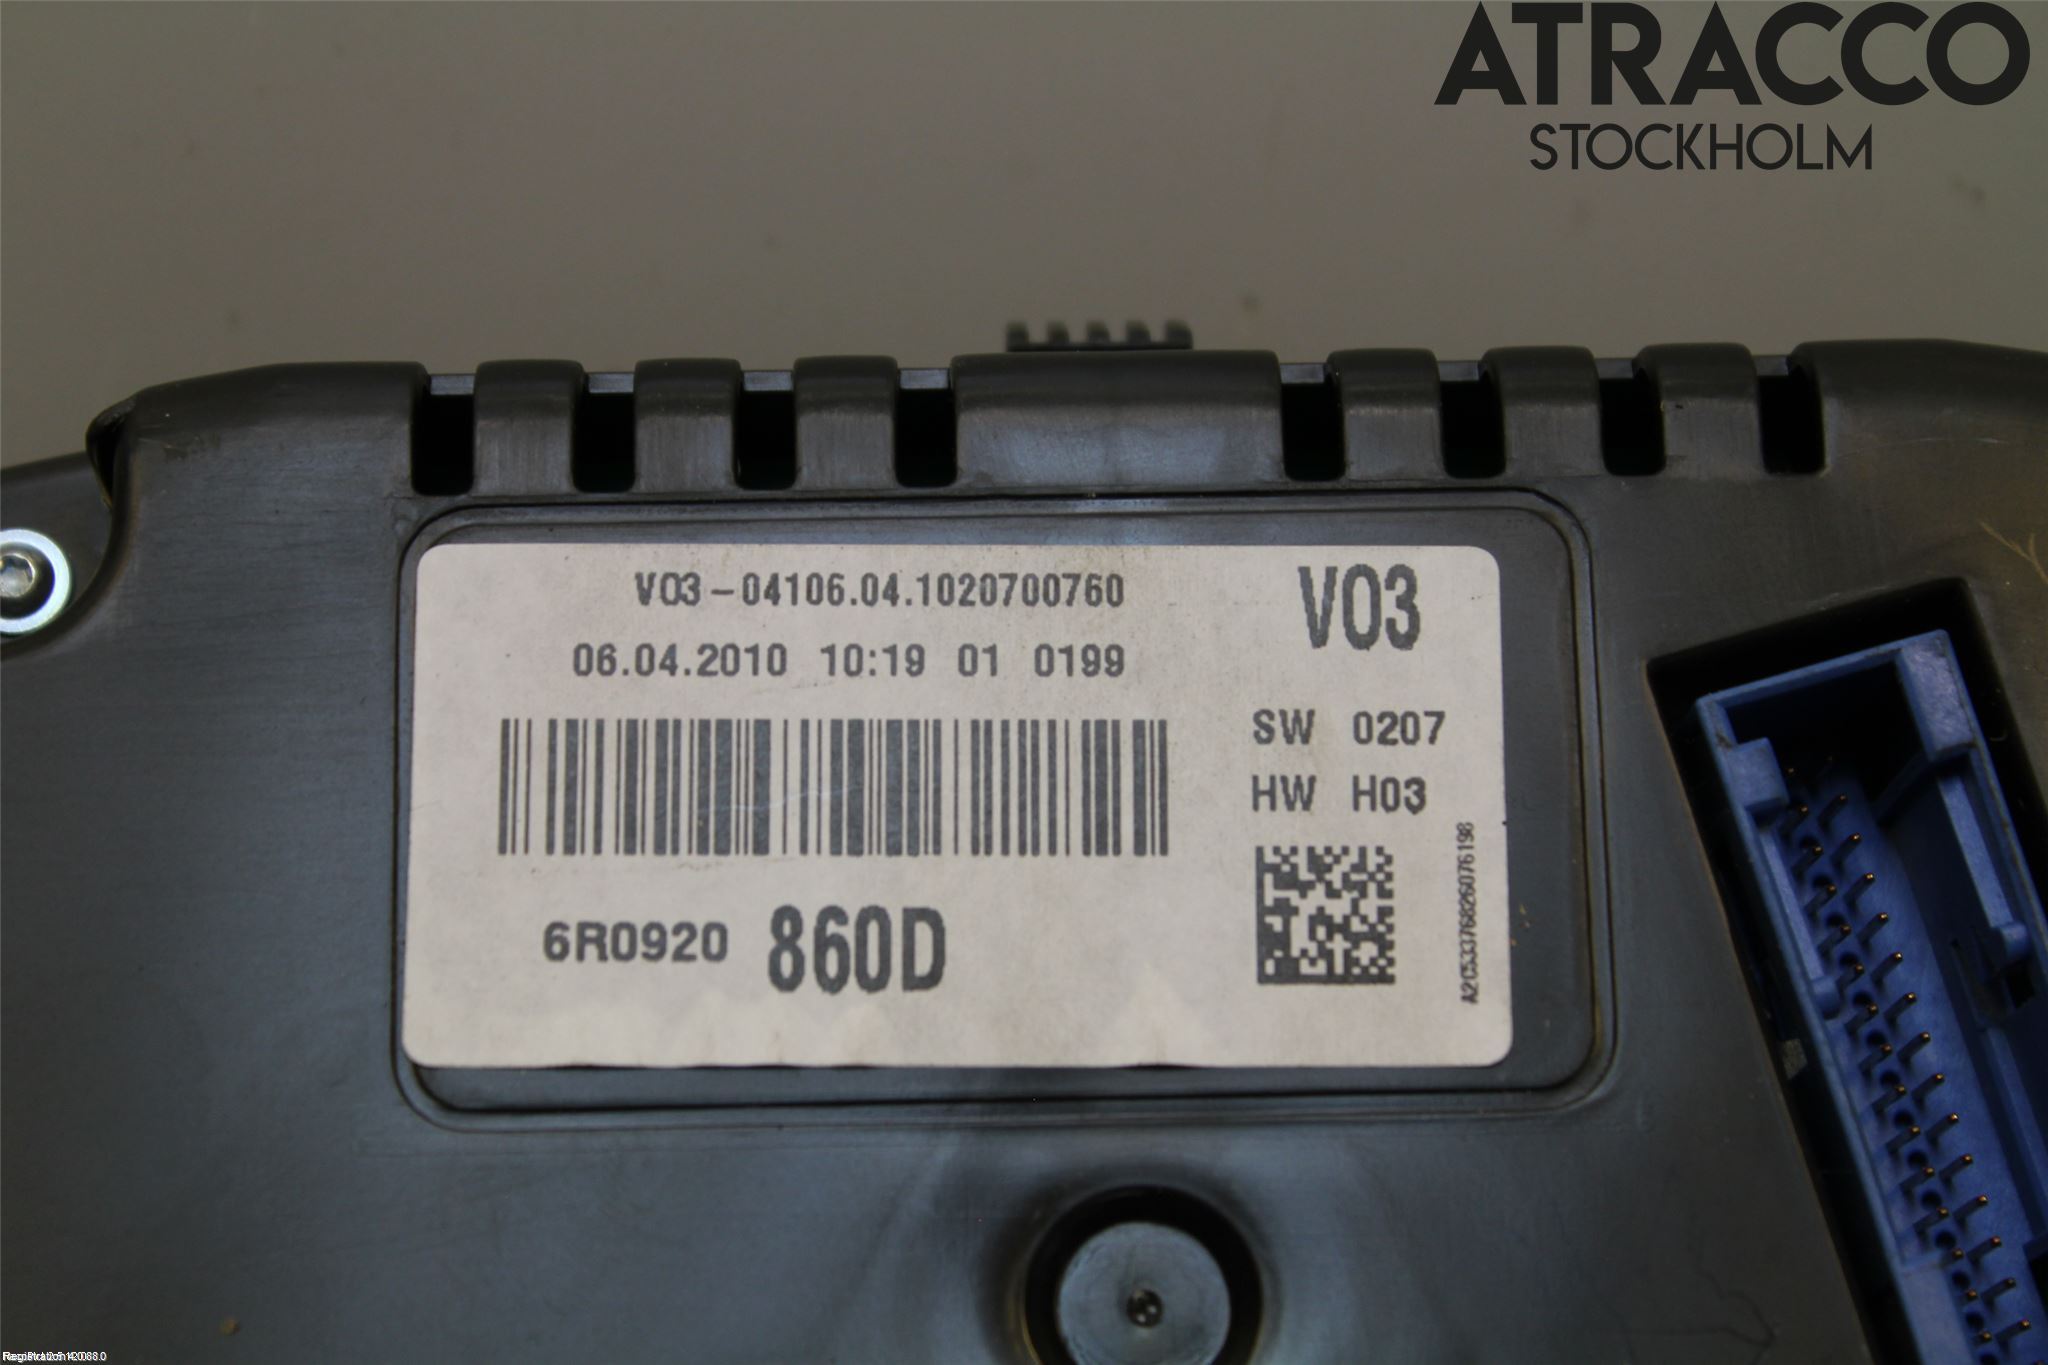 ATRACCO
STOCKHOLM
V03-04106.04.1020700760
V03
06.04.2010 10:19 01 0199
SW 0207
HW H03
A2C53376826076198
6R0920 860D